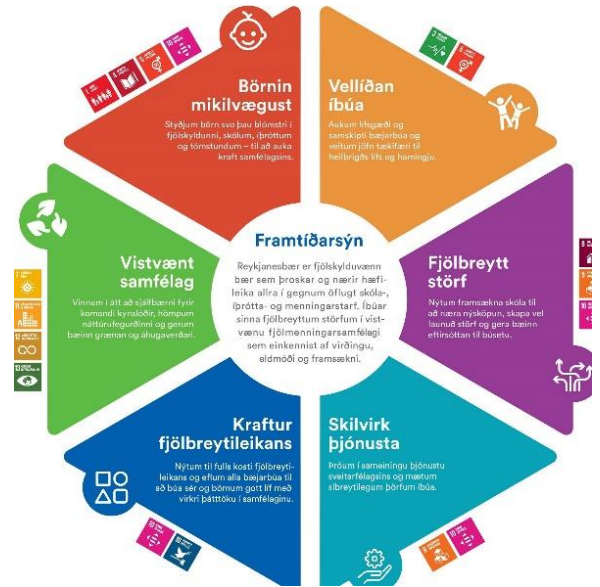 Börnin
mikilvægust
Styðjum börn svo þau blómstri í
fjölskyldunni, skólum, íþróttum
og tómstundum – til að auka
kraft samfélagsins.
Vellíðan
íbúa
Aukum lífsgæði og
samskipti bæjarbúa og
veitum jöfn tækifæri til
heilbrigðs lífs og hamingju.
Vistvænt
samfélag
Vinnum í átt að sjálfbærni fyrir
komandi kynslóðir, hömpum
náttúrufegurðinni og gerum
bæinn grænan og áhugaverðari.
Framtíðarsýn
Reykjanesbær er fjölskylduvænn
bær sem þroskar og nærir hæfi-
leika allra í gegnum öflugt skóla-,
íþrótta- og menningarstarf. Íbúar
sinna fjölbreyttum störfum í vist-
vænu fjölmenningarsamfélagi
sem einkennist af virðingu,
eldmóði og framsækni.
Fjölbreytt
störf
Nýtum framsækna skóla til
að næra nýsköpun, skapa vel
launuð störf og gera bæinn
eftirsóttan til búsetu.
Kraftur
fjölbreytileikans
Nýtum til fulls kosti fjölbreyti-
leikans og eflum alla bæjarbúa til
að búa sér og börnum gott líf með
virkri þátttöku í samfélaginu.
Skilvirk
þjónusta
Þróum í sameiningu þjónustu
sveitarfélagsins og mætum
síbreytilegum þörfum íbúa.